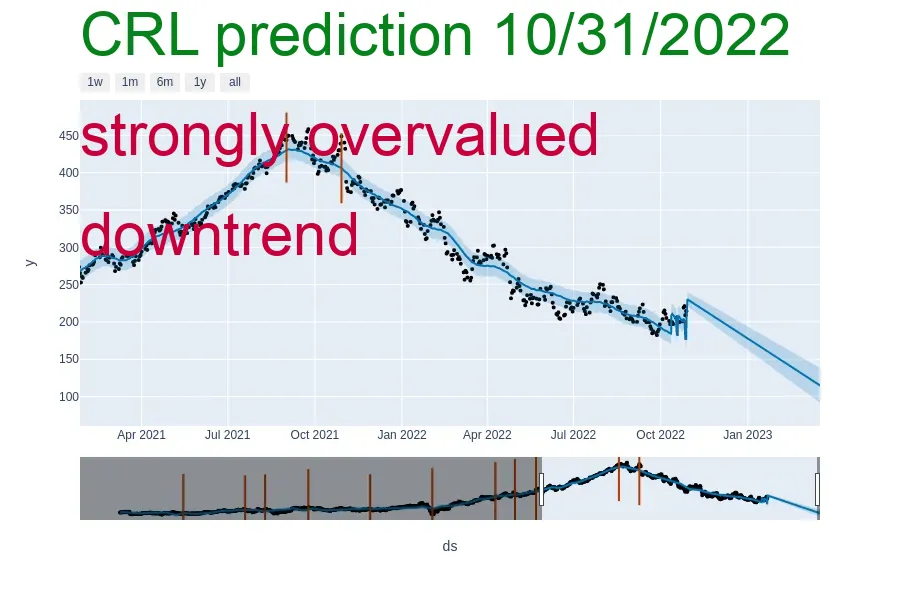 CRL prediction 10/31/2022
1w 1m 6m 1y all
strongly overvalued
downtrend
450
400
350
300
250
200
150
100
y
Apr 2021 Jul 2021 Oct 2021 Jan 2022 Apr 2022 Jul 2022 Oct 2022 Jan 2023
ds